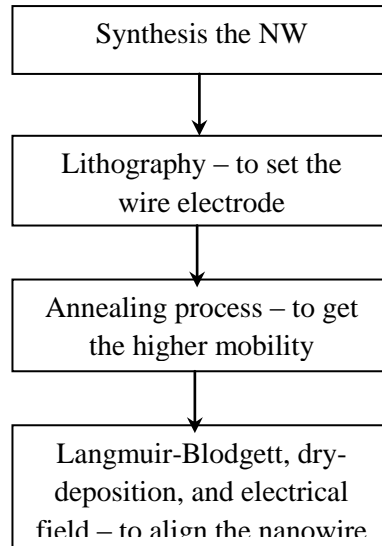 Synthesis the NW
Lithography – to set the
wire electrode
Annealing process – to get
the higher mobility
Langmuir-Blodgett, dry-
deposition, and electrical
field – to align the nanowire